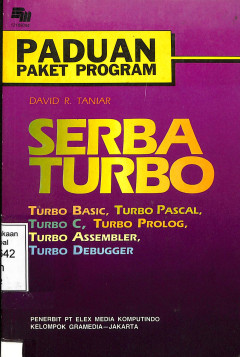 PADUAN
PAKET PROGRAM
DAVID R. TANIAR
SERBA
TURBO
TURBO BASIC, TURBO PASCAL,
TURBO C, TURBO PROLOG,
TURBO ASSEMBLER,
TURBO DEBUGGER
PENERBIT PT ELEX MEDIA KOMPUTINDO
KELOMPOK GRAMEDIA–JAKARTA